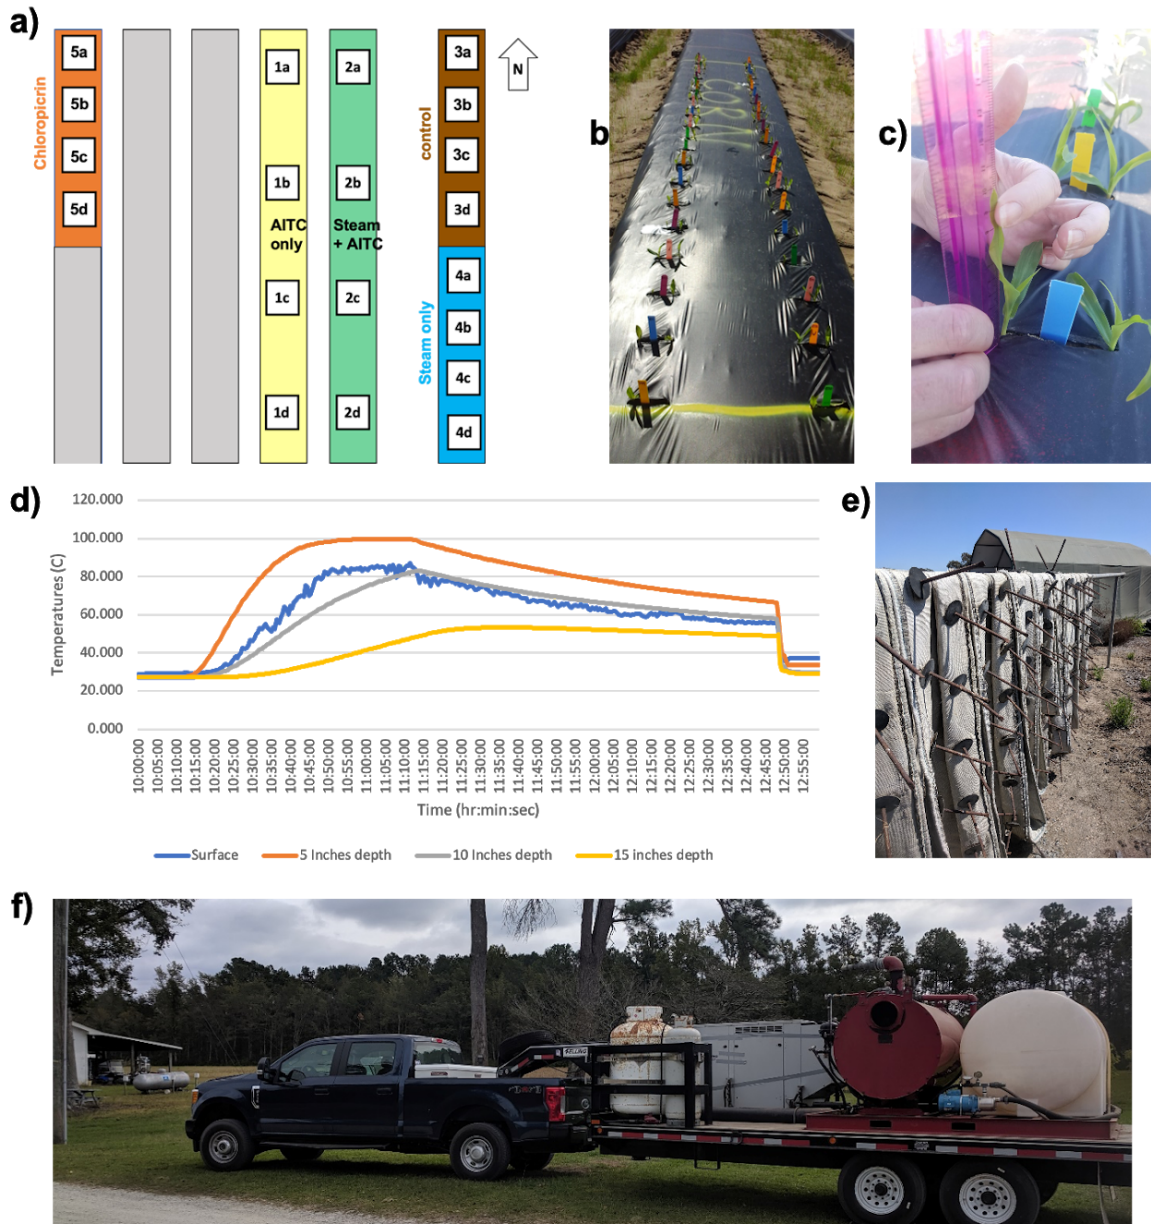 a)
5a
5b
5c
5d
Chloropicrin
1a
1b
AITC
only
1c
1d
2a
2b
Steam
+ AITC
2c
2d
3a
3b
3c
3d
control
4a
4b
4c
4d
Steam only
N
b)
CORN
c)
d)
120.000
100.000
80.000
60.000
40.000
20.000
0.000
Temperatures (C)
10:00:00
10:05:00
10:10:00
10:15:00
10:20:00
10:25:00
10:30:00
10:35:00
10:40:00
10:45:00
10:50:00
10:55:00
11:00:00
11:05:00
11:10:00
11:15:00
11:20:00
11:25:00
11:30:00
11:35:00
11:40:00
11:45:00
11:50:00
11:55:00
12:00:00
12:05:00
12:10:00
12:15:00
12:20:00
12:25:00
12:30:00
12:35:00
12:40:00
12:45:00
12:50:00
12:55:00
Time (hr:min:sec)
Surface
5 Inches depth
10 Inches depth
15 inches depth
e)
f)
FELLING